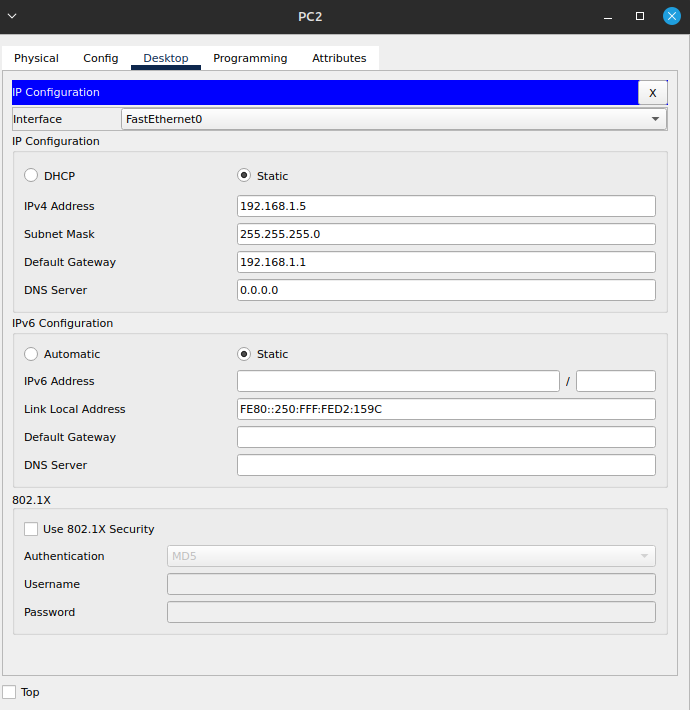 PC2
Physical Config Desktop Programming Attributes
IP Configuration X
Interface FastEthernet0
IP Configuration
DHCP Static
IPv4 Address 192.168.1.5
Subnet Mask 255.255.255.0
Default Gateway 192.168.1.1
DNS Server 0.0.0.0
IPv6 Configuration
Automatic Static
IPv6 Address /
Link Local Address FE80::250:FFF:FED2:159C
Default Gateway
DNS Server
802.1X
Use 802.1X Security
Authentication MD5
Username
Password
Top